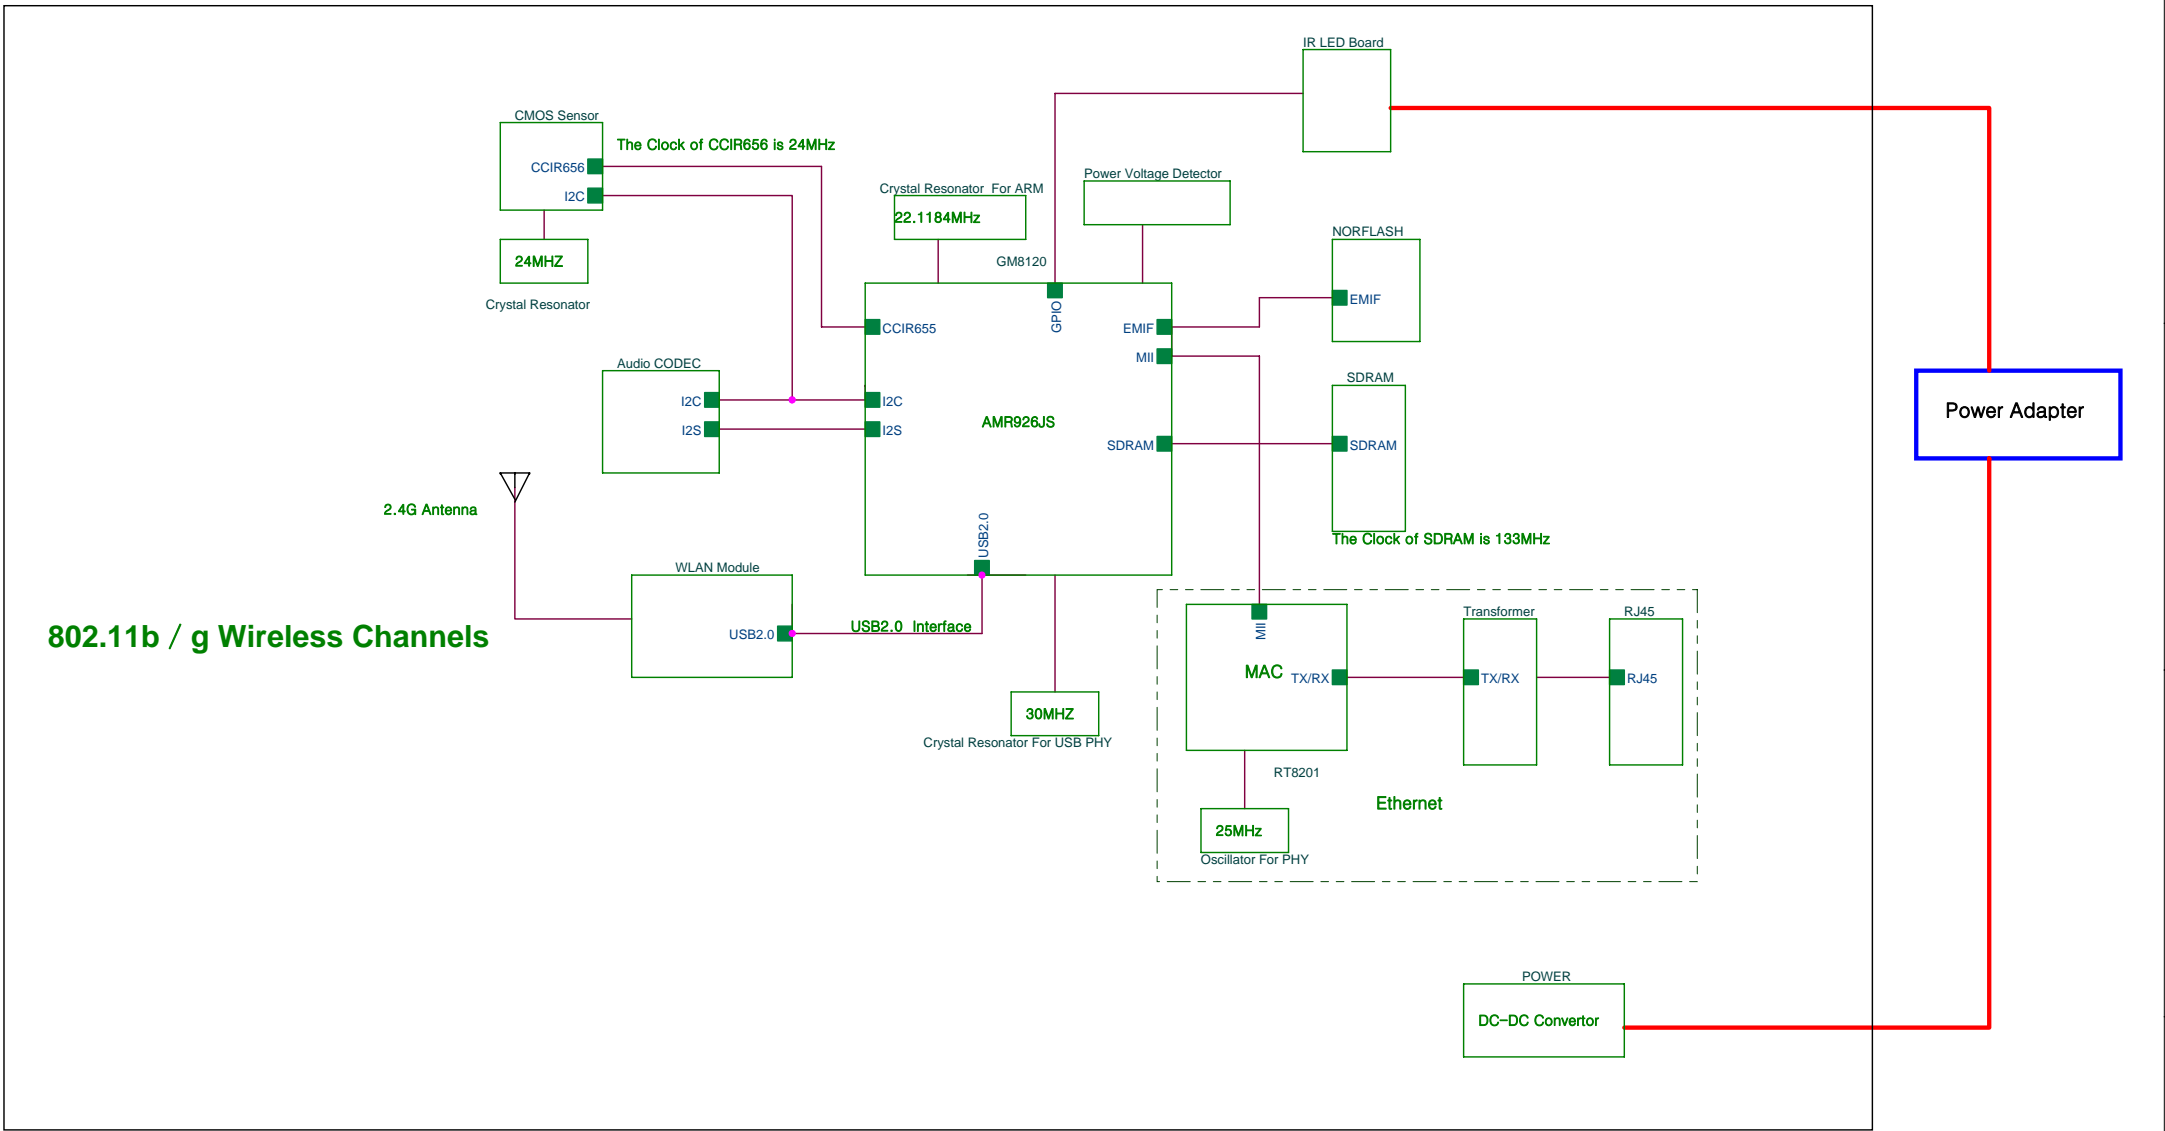 IR LED Board
CMOS Sensor
The Clock of CCIR656 is 24MHz
CCIR656
I2C
Crystal Resonator For ARM
22.1184MHz
Power Voltage Detector
24MHZ
Crystal Resonator
GM8120
GPIO
NORFLASH
EMIF
CCIR655
EMIF
MII
Audio CODEC
I2C
I2S
I2C
I2S
AMR926JS
SDRAM
SDRAM
SDRAM
The Clock of SDRAM is 133MHz
Power Adapter
2.4G Antenna
USB2.0
WLAN Module
USB2.0
USB2.0 Interface
802.11b / g Wireless Channels
30MHZ
Crystal Resonator For USB PHY
MII
MAC
TX/RX
Transformer
TX/RX
RJ45
RJ45
RT8201
Ethernet
25MHz
Oscillator For PHY
POWER
DC-DC Convertor